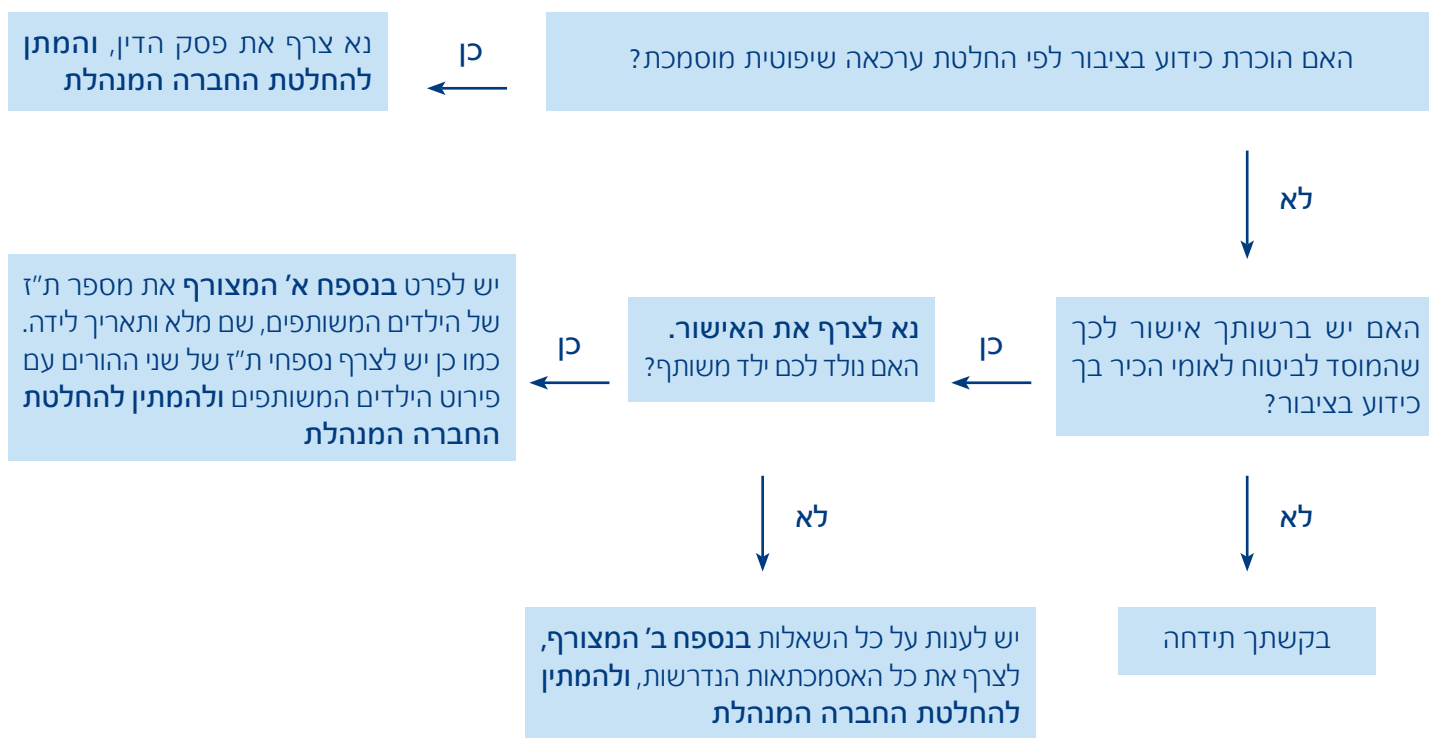 האם הוכרת כידוע בציבור לפי החלטת ערכאה שיפוטית מוסמכת?
כן
נא צרף את פסק הדין, והמתן
להחלטת החברה המנהלת
לא
האם יש ברשותך אישור לכך
שהמוסד לביטוח לאומי הכיר בך
כידוע בציבור?
כן
נא לצרף את האישור.
האם נולד לכם ילד משותף?
כן
יש לפרט בנספח א' המצורף את מספר ת"ז
של הילדים המשותפים, שם מלא ותאריך לידה.
כמו כן יש לצרף נספחי ת"ז של שני ההורים עם
פירוט הילדים המשותפים ולהמתין להחלטת
החברה המנהלת
לא
בקשתך תידחה
לא
יש לענות על כל השאלות בנספח ב' המצורף,
לצרף את כל האסמכתאות הנדרשות, ולהמתין
להחלטת החברה המנהלת